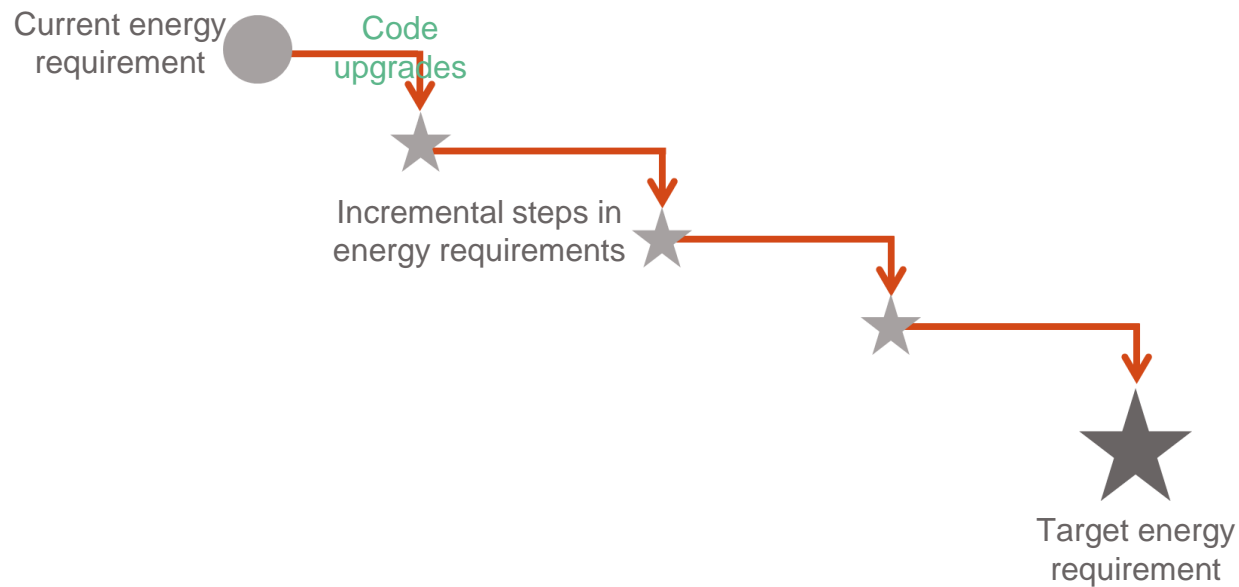 Current energy
requirement
Code
upgrades
Incremental steps in
energy requirements
Target energy
requirement